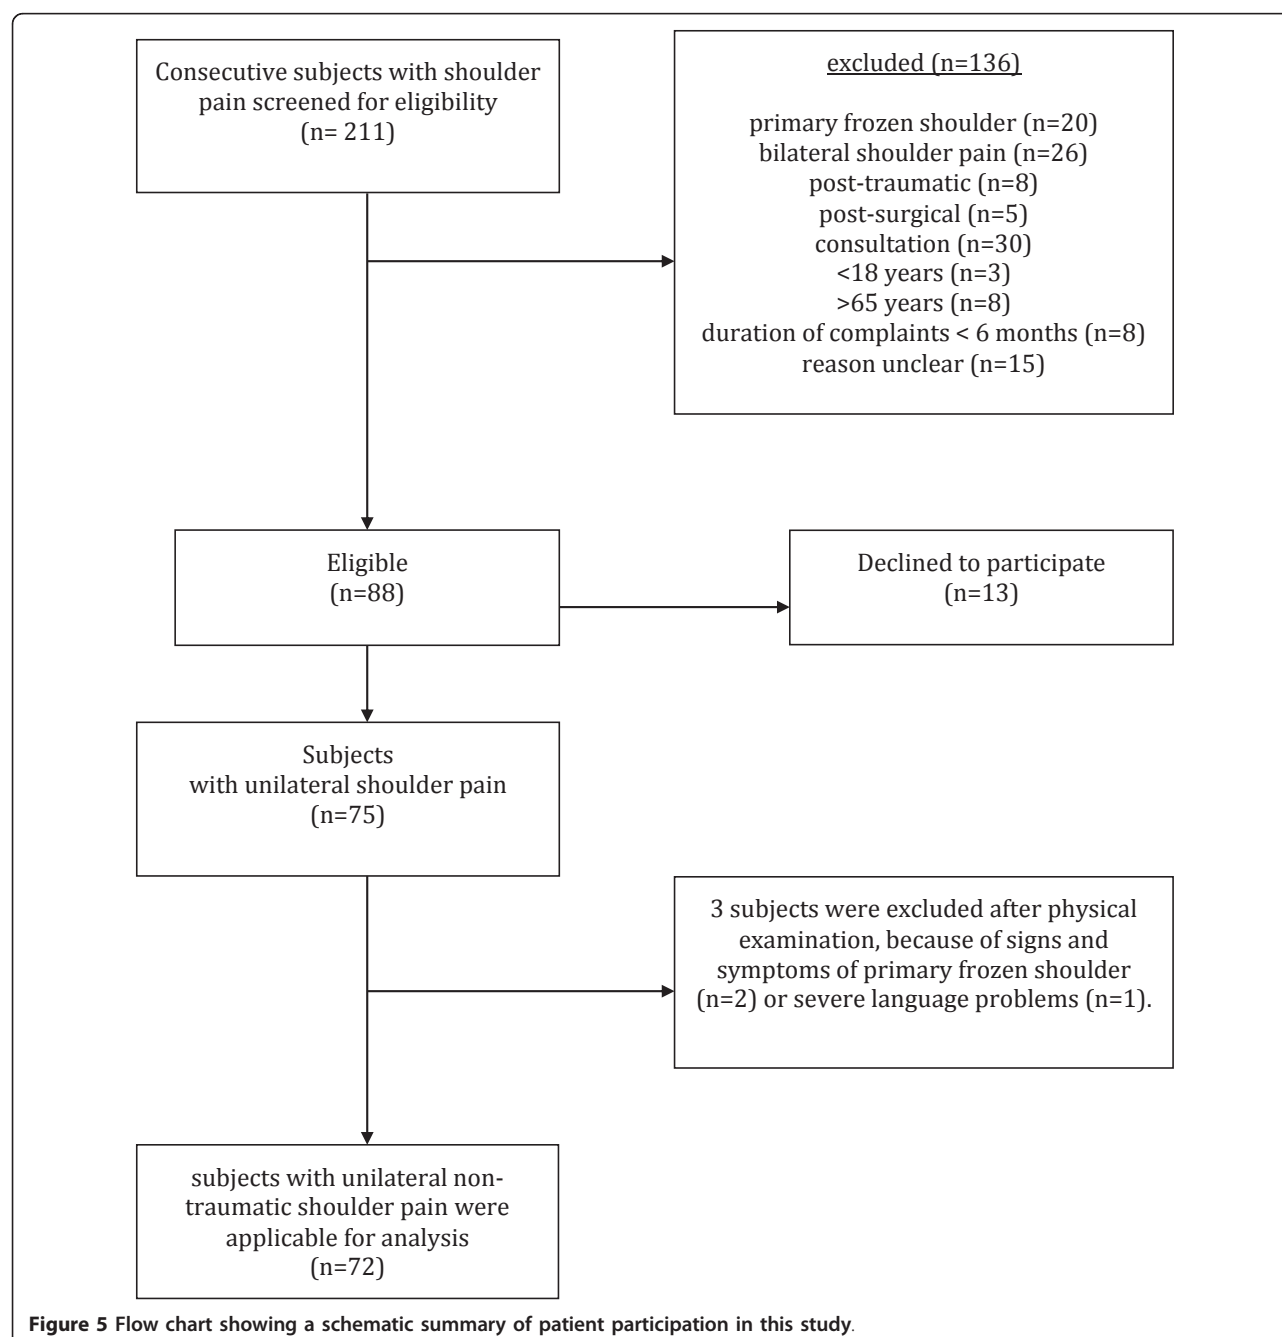 Consecutive subjects with shoulder
pain screened for eligibility
(n= 211)
excluded (n=136)
primary frozen shoulder (n=20)
bilateral shoulder pain (n=26)
post-traumatic (n=8)
post-surgical (n=5)
consultation (n=30)
<18 years (n=3)
>65 years (n=8)
duration of complaints < 6 months (n=8)
reason unclear (n=15)
Eligible
(n=88)
Declined to participate
(n=13)
Subjects
with unilateral shoulder pain
(n=75)
3 subjects were excluded after physical
examination, because of signs and
symptoms of primary frozen shoulder
(n=2) or severe language problems (n=1).
subjects with unilateral non-
traumatic shoulder pain were
applicable for analysis
(n=72)
Figure 5 Flow chart showing a schematic summary of patient participation in this study.